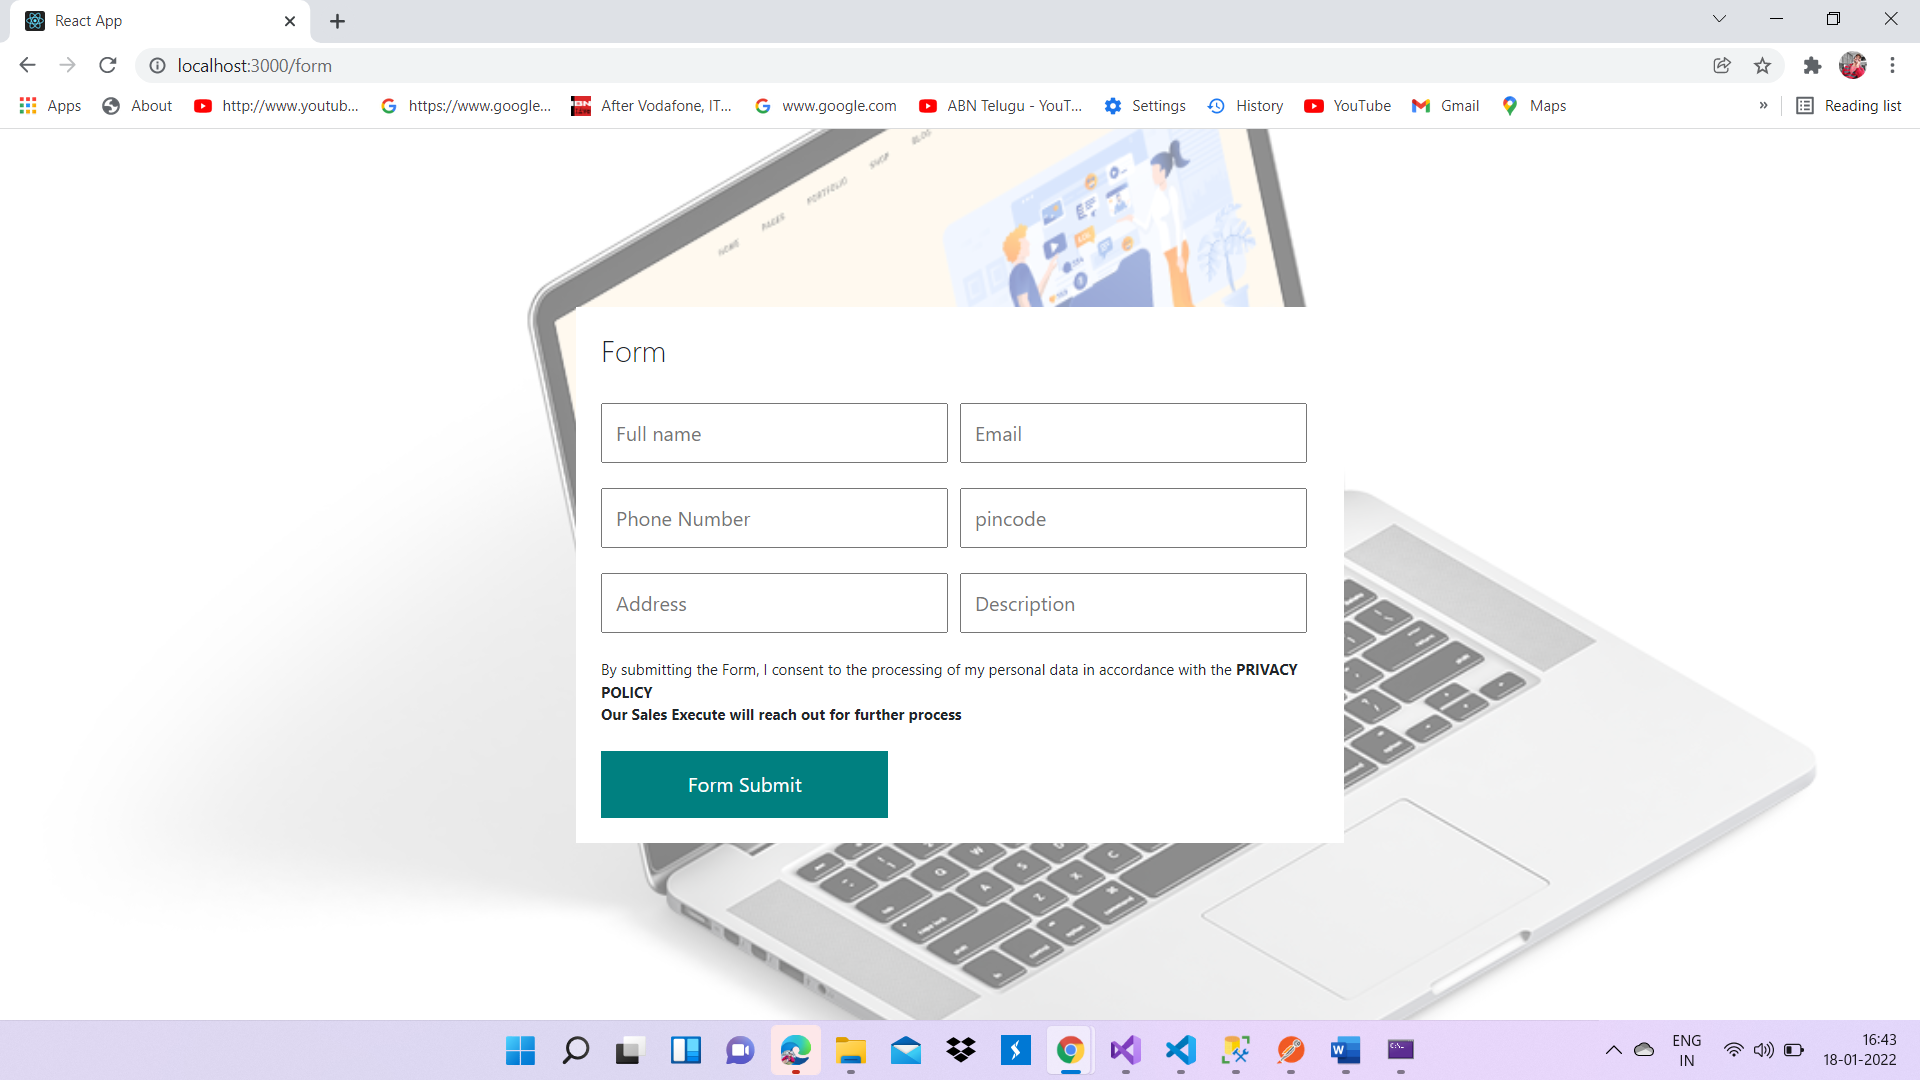 React App
localhost:3000/form
Apps About http://www.youtub... https://www.google... After Vodafone, IT... www.google.com ABN Telugu - YouT... Settings History YouTube Gmail Maps » Reading list
BLOG
SHOP
PORTFOLIO
PAGES
HOME
Form
Full name Email
Phone Number pincode
Address Description
By submitting the Form, I consent to the processing of my personal data in accordance with the PRIVACY
POLICY
Our Sales Execute will reach out for further process
Form Submit
ENG
IN
16:43
18-01-2022